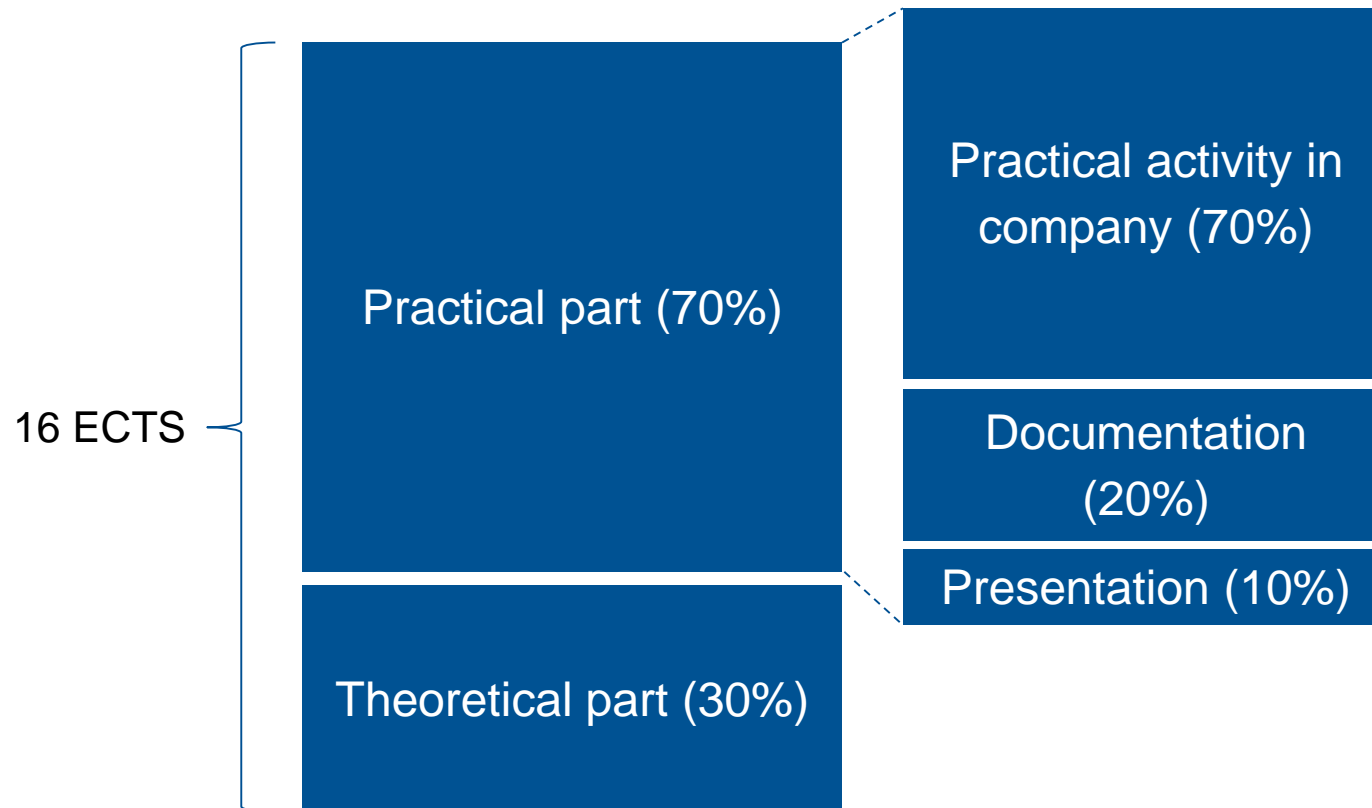 16 ECTS
Practical part (70%)
Theoretical part (30%)
Practical activity in
company (70%)
Documentation
(20%)
Presentation (10%)